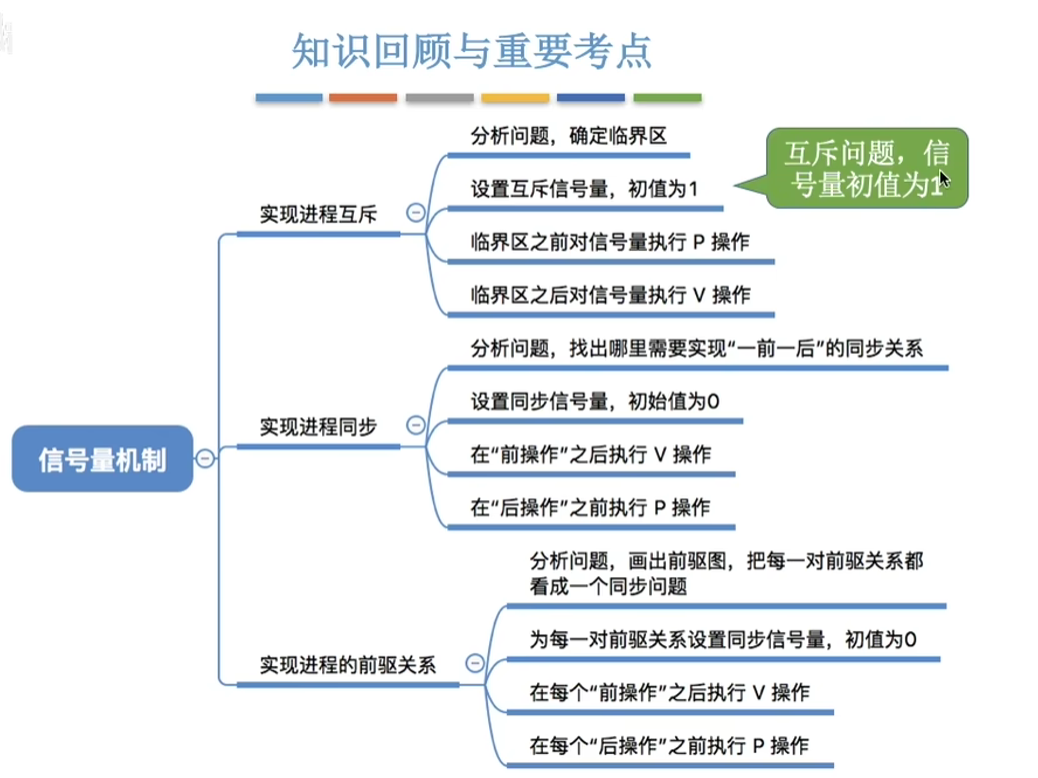 知识回顾与重要考点
分析问题，确定临界区
互斥问题，信
号量初值为1
设置互斥信号量，初值为1
实现进程互斥
临界区之前对信号量执行 P 操作
临界区之后对信号量执行 V 操作
分析问题，找出哪里需要实现“一前一后”的同步关系
设置同步信号量，初始值为0
实现进程同步
在“前操作”之后执行 V 操作
信号量机制
在“后操作”之前执行 P 操作
分析问题，画出前驱图，把每一对前驱关系都
看成一个同步问题
为每一对前驱关系设置同步信号量，初值为0
实现进程的前驱关系
在每个“前操作”之后执行 V 操作
在每个“后操作”之前执行 P 操作